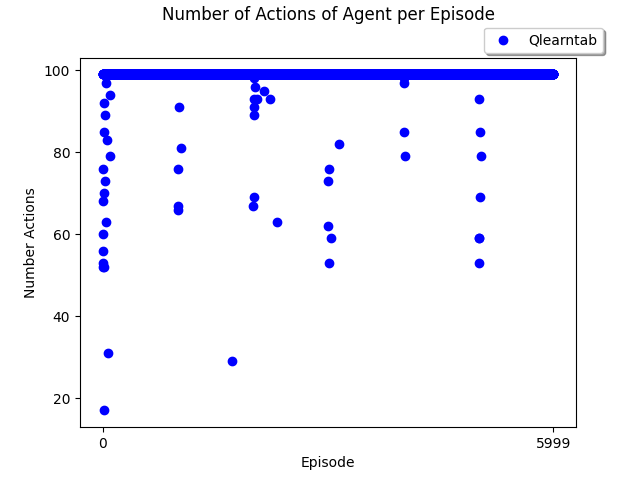 Number of Actions of Agent per Episode
Qlearntab
100
80
60
40
20
Number Actions
0
5999
Episode